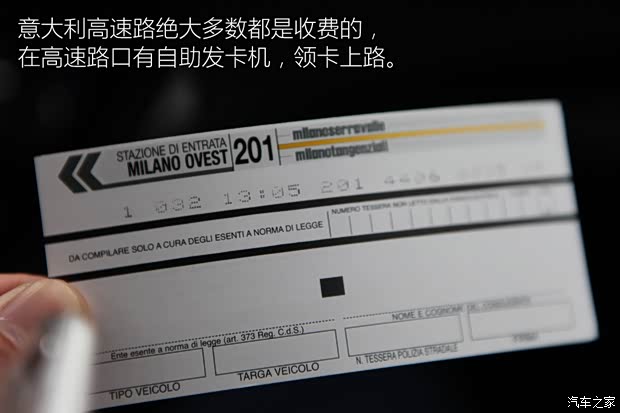 意大利高速路绝大多数都是收费的，
在高速路口有自助发卡机，领卡上路。
STAZIONE DI ENTRATA
MILANO OVEST
201
milanoserravalle
milanotangenziali
1 032 13:05 201 4406
DA COMPILARE SOLO A CURA DEGLI ESENTI A NORMA DI LEGGE
NUMERO TESSERA NON LETTO DALLA
Ente esente a norma di legge (art. 373 Reg. C.d.S.)
NOME E COGNOME DEL CONDUCENTE
TIPO VEICOLO
TARGA VEICOLO
N. TESSERA POLIZIA STRADALE
汽车之家